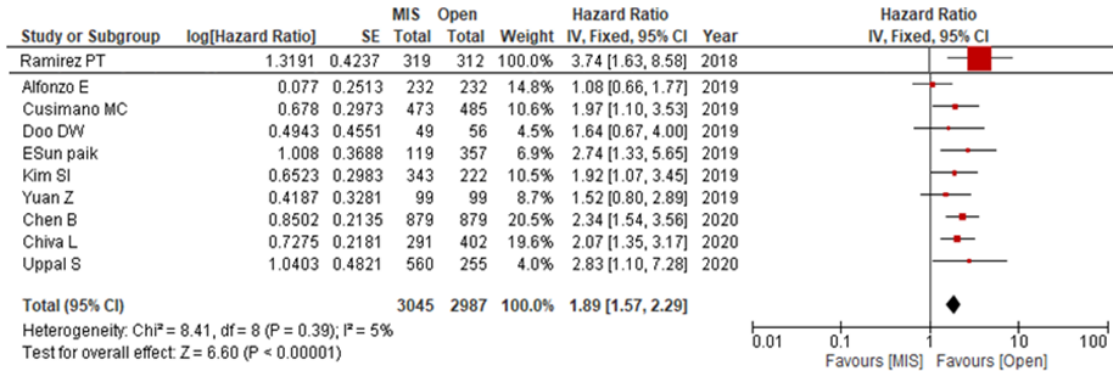 MIS Open Hazard Ratio Hazard Ratio
Study or Subgroup log[Hazard Ratio] SE Total Total Weight IV, Fixed, 95% CI Year IV, Fixed, 95% CI
Ramirez PT 1.3191 0.4237 319 312 100.0% 3.74 [1.63, 8.58] 2018
Alfonzo E 0.077 0.2513 232 232 14.8% 1.08 [0.66, 1.77] 2019
Cusimano MC 0.678 0.2973 473 485 10.6% 1.97 [1.10, 3.53] 2019
Doo DW 0.4943 0.4551 49 56 4.5% 1.64 [0.67, 4.00] 2019
ESun paik 1.008 0.3688 119 357 6.9% 2.74 [1.33, 5.65] 2019
Kim SI 0.6523 0.2983 343 222 10.5% 1.92 [1.07, 3.45] 2019
Yuan Z 0.4187 0.3281 99 99 8.7% 1.52 [0.80, 2.89] 2019
Chen B 0.8502 0.2135 879 879 20.5% 2.34 [1.54, 3.56] 2020
Chiva L 0.7275 0.2181 291 402 19.6% 2.07 [1.35, 3.17] 2020
Uppal S 1.0403 0.4821 560 255 4.0% 2.83 [1.10, 7.28] 2020
Total (95% CI) 3045 2987 100.0% 1.89 [1.57, 2.29]
Heterogeneity: Chi² = 8.41, df = 8 (P = 0.39); I² = 5%
Test for overall effect: Z = 6.60 (P < 0.00001)
0.01 0.1 1 10 100
Favours [MIS] Favours [Open]